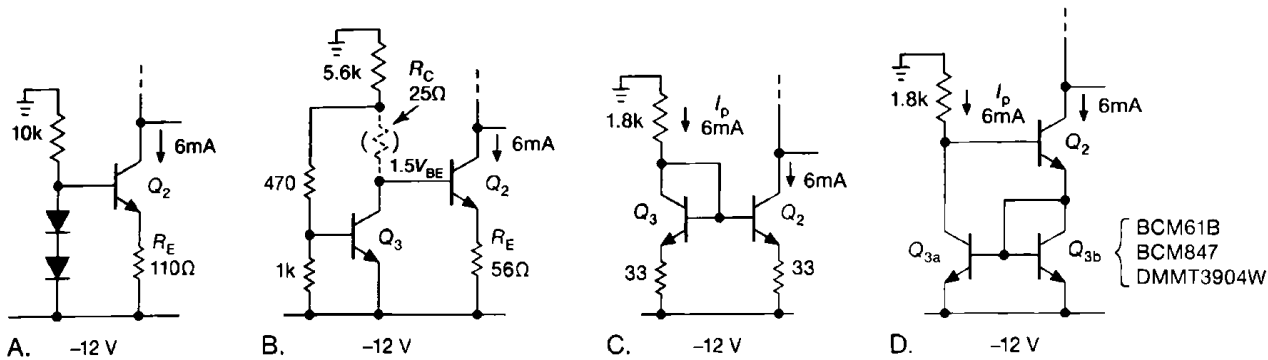 10k
6mA
Q2
RE
110Ω
A.
–12 V
5.6k
RC
25Ω
1.5VBE
6mA
470
Q2
Q3
1k
RE
56Ω
B.
–12 V
1.8k
Ip
6mA
6mA
Q3
Q2
33
33
C.
–12 V
1.8k
Ip
6mA
6mA
Q2
Q3a
Q3b
BCM61B
BCM847
DMMT3904W
D.
–12 V